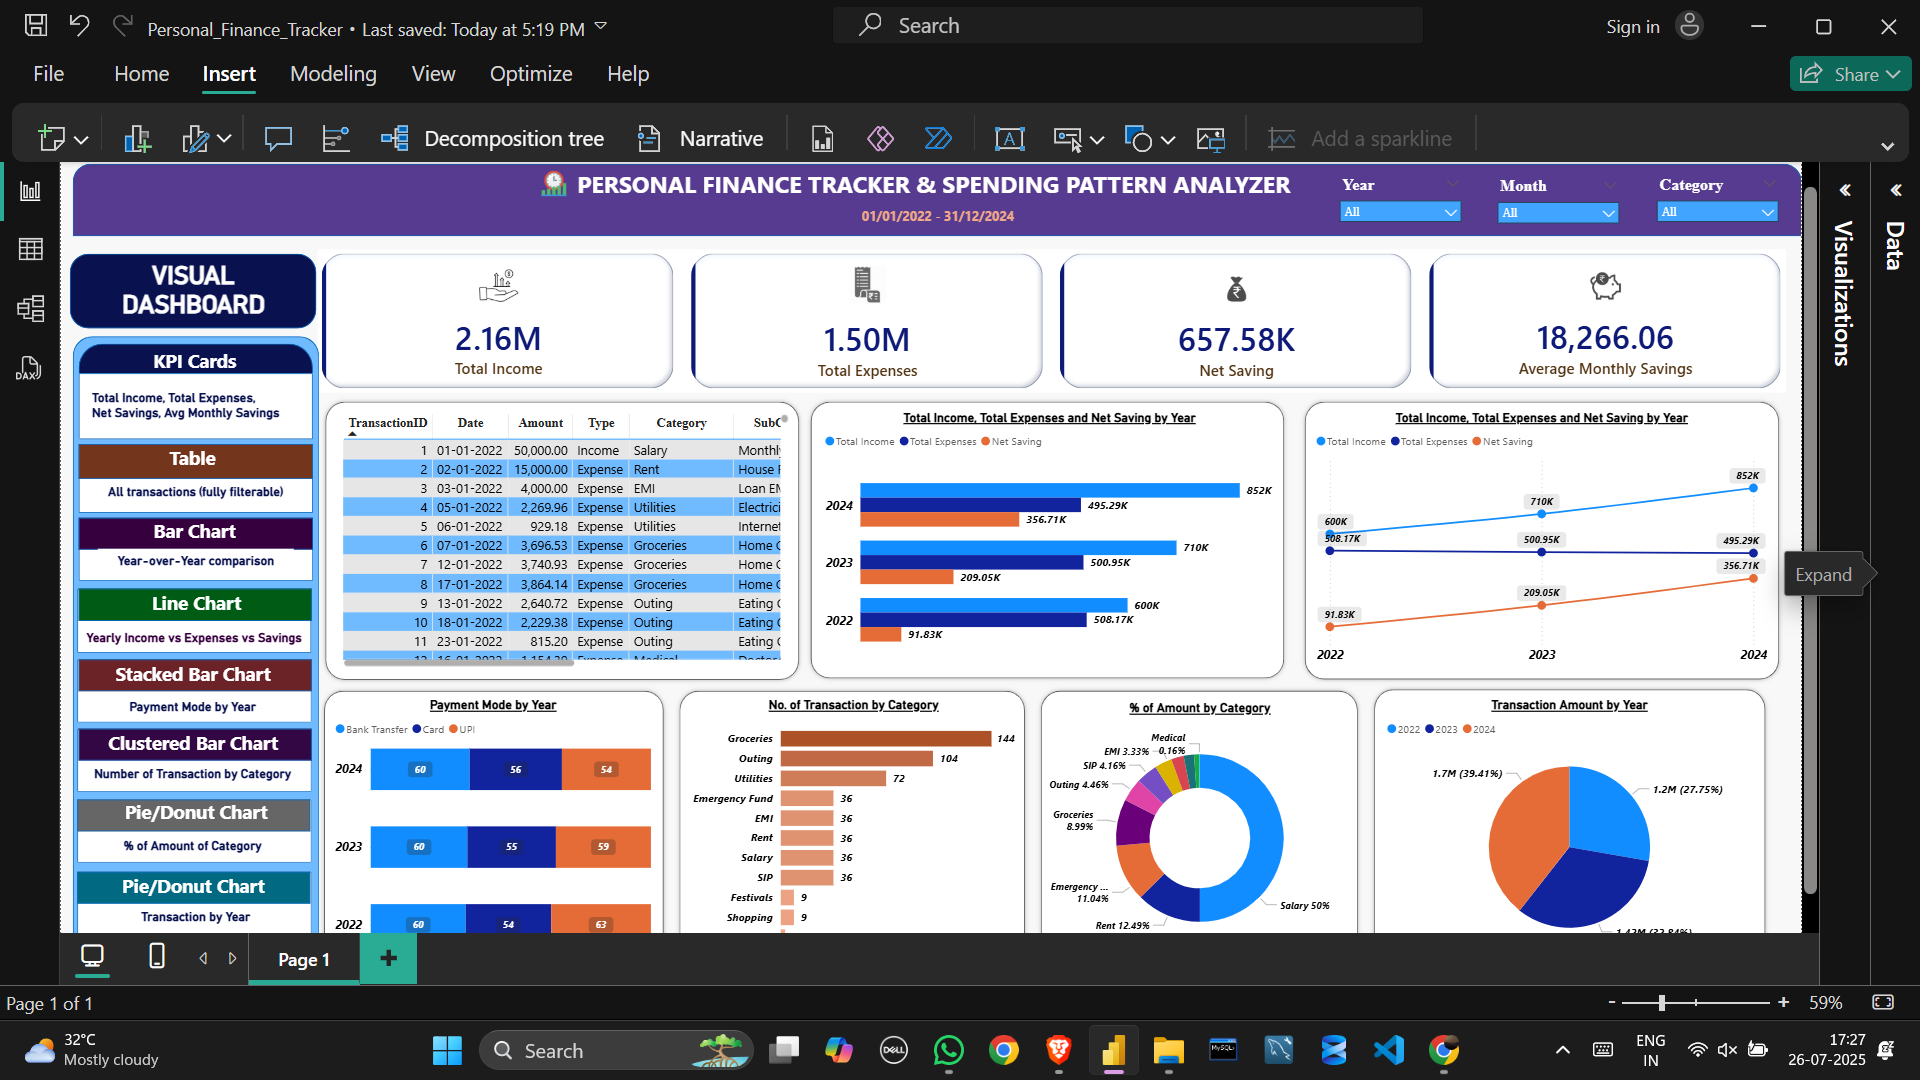 Personal_Finance_Tracker • Last saved: Today at 5:19 PM
Search
Sign in
File Home Insert Modeling View Optimize Help
Share
Decomposition tree
Narrative
Add a sparkline
PERSONAL FINANCE TRACKER & SPENDING PATTERN ANALYZER
01/01/2022 - 31/12/2024
Year Month Category
All All All
Visualizations
Data
VISUAL
DASHBOARD
KPI Cards
Total Income, Total Expenses,
Net Savings, Avg Monthly Savings
Table
All transactions (fully filterable)
Bar Chart
Year-over-Year comparison
Line Chart
Yearly Income vs Expenses vs Savings
Stacked Bar Chart
Payment Mode by Year
Clustered Bar Chart
Number of Transaction by Category
Pie/Donut Chart
% of Amount of Category
Pie/Donut Chart
Transaction by Year
2.16M
Total Income
1.50M
Total Expenses
657.58K
Net Saving
18,266.06
Average Monthly Savings
TransactionID Date Amount Type Category SubC
1 01-01-2022 50,000.00 Income Salary Monthly
2 02-01-2022 15,000.00 Expense Rent House
3 03-01-2022 4,000.00 Expense EMI Loan EM
4 05-01-2022 2,269.96 Expense Utilities Electrici
5 06-01-2022 929.18 Expense Utilities Internet
6 07-01-2022 3,696.53 Expense Groceries Home
7 12-01-2022 3,740.93 Expense Groceries Home
8 17-01-2022 3,864.14 Expense Groceries Home
9 13-01-2022 2,640.72 Expense Outing Eating
10 18-01-2022 2,229.38 Expense Outing Eating
11 23-01-2022 815.20 Expense Outing Eating
Total Income, Total Expenses and Net Saving by Year
Total Income Total Expenses Net Saving
2024 852K 495.29K 356.71K
2023 710K 500.95K 209.05K
2022 600K 508.17K 91.83K
Total Income, Total Expenses and Net Saving by Year
Total Income Total Expenses Net Saving
600K 710K 852K
508.17K 500.95K 495.29K
91.83K 209.05K 356.71K
2022 2023 2024
Expand
Payment Mode by Year
Bank Transfer Card UPI
2024 60 56 54
2023 60 55 59
2022 60 54 63
No. of Transaction by Category
Groceries 144
Outing 104
Utilities 72
Emergency Fund 36
EMI 36
Rent 36
Salary 36
SIP 36
Festivals 9
Shopping 9
% of Amount by Category
Medical
0.16%
EMI 3.33%
SIP 4.16%
Outing 4.46%
Groceries
8.99%
Emergency ...
11.04%
Rent 12.49%
Salary 50%
Transaction Amount by Year
2022 2023 2024
1.7M (39.41%)
1.2M (27.75%)
1.42M (32.84%)
Page 1
+
Page 1 of 1
- + 59%
32°C
Mostly cloudy
Search
DELL
MySQL
ENG
IN
17:27
26-07-2025
DAX